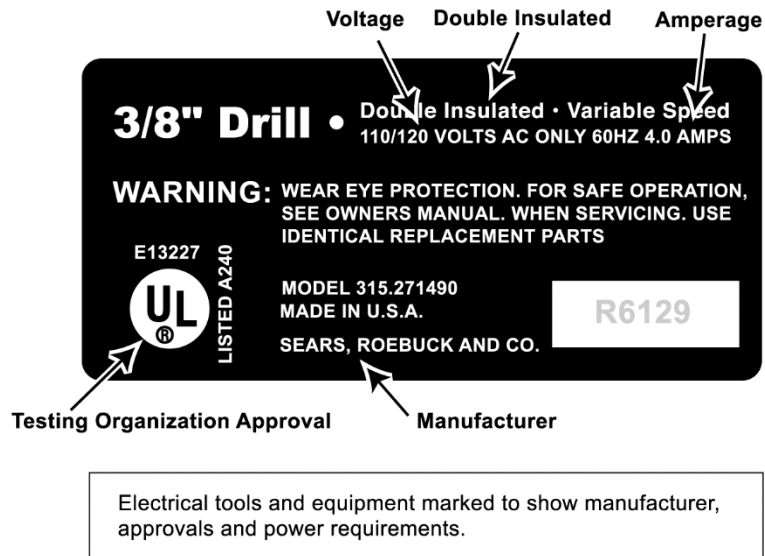 Voltage Double Insulated Amperage
3/8" Drill • Double Insulated • Variable Speed
110/120 VOLTS AC ONLY 60HZ 4.0 AMPS
WARNING: WEAR EYE PROTECTION. FOR SAFE OPERATION,
SEE OWNERS MANUAL. WHEN SERVICING. USE
IDENTICAL REPLACEMENT PARTS
E13227
UL
®
LISTED A240
MODEL 315.271490
MADE IN U.S.A.
SEARS, ROEBUCK AND CO.
R6129
Testing Organization Approval
Manufacturer
Electrical tools and equipment marked to show manufacturer,
approvals and power requirements.